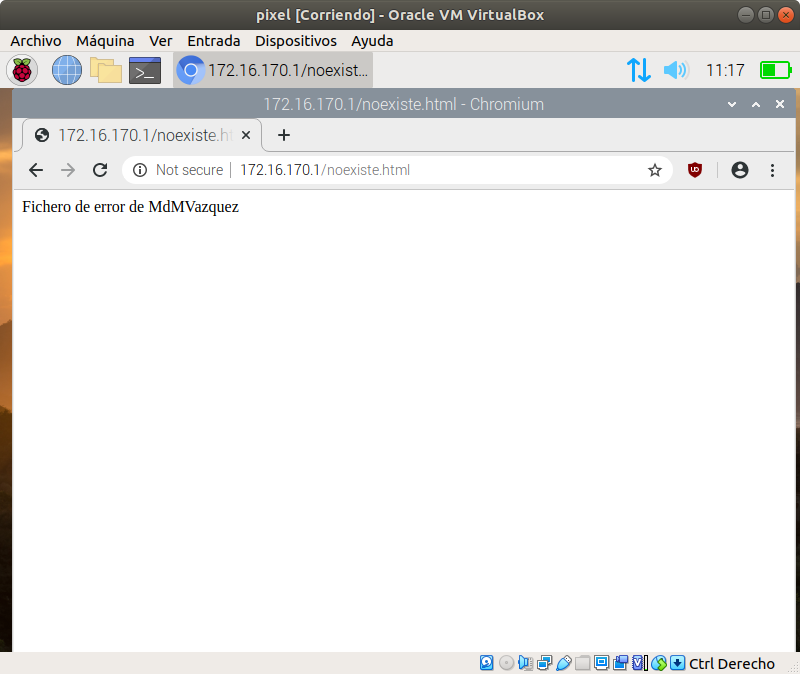 pixel [Corriendo] - Oracle VM VirtualBox
Archivo Máquina Ver Entrada Dispositivos Ayuda
172.16.170.1/noexist... 11:17
172.16.170.1/noexiste.html - Chromium
172.16.170.1/noexiste.ht
Not secure 172.16.170.1/noexiste.html
Fichero de error de MdMVazquez
Ctrl Derecho